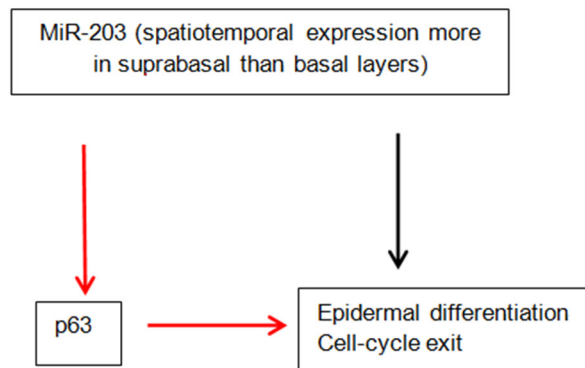 MiR-203 (spatiotemporal expression more
in suprabasal than basal layers)
p63
Epidermal differentiation
Cell-cycle exit